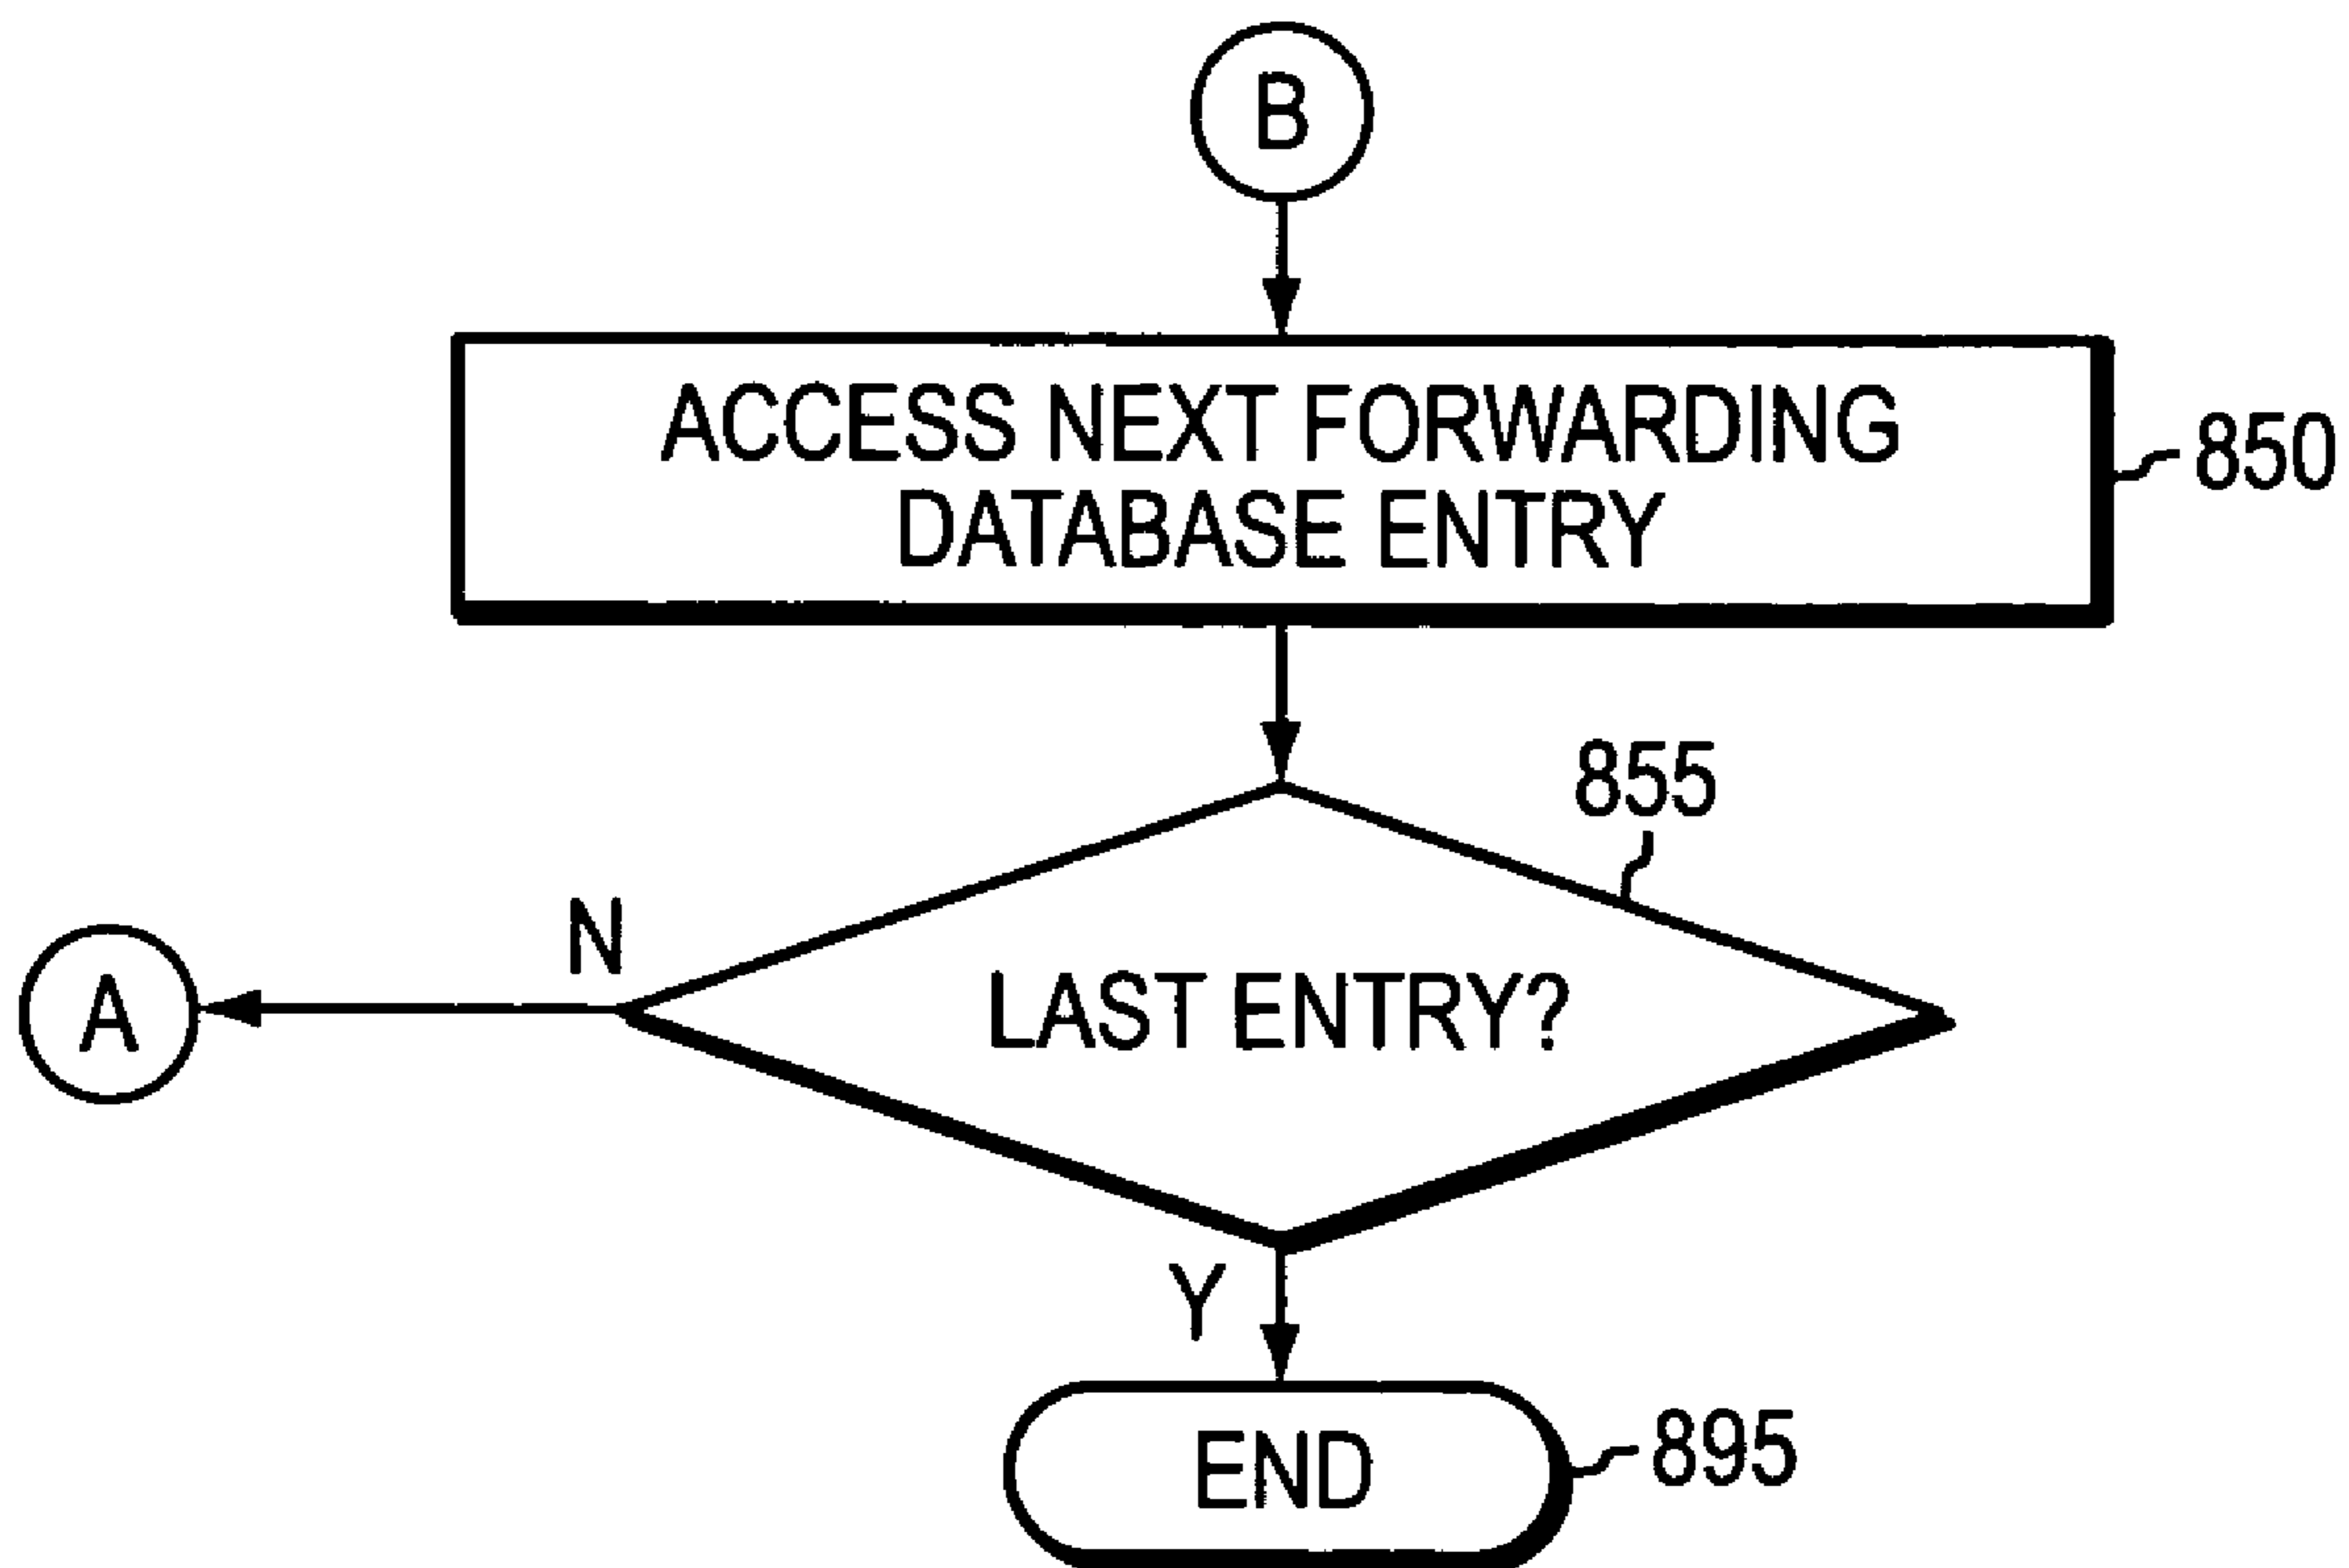 B
ACCESS NEXT FORWARDING
DATABASE ENTRY
850
855
N
A
LAST ENTRY?
Y
END
895